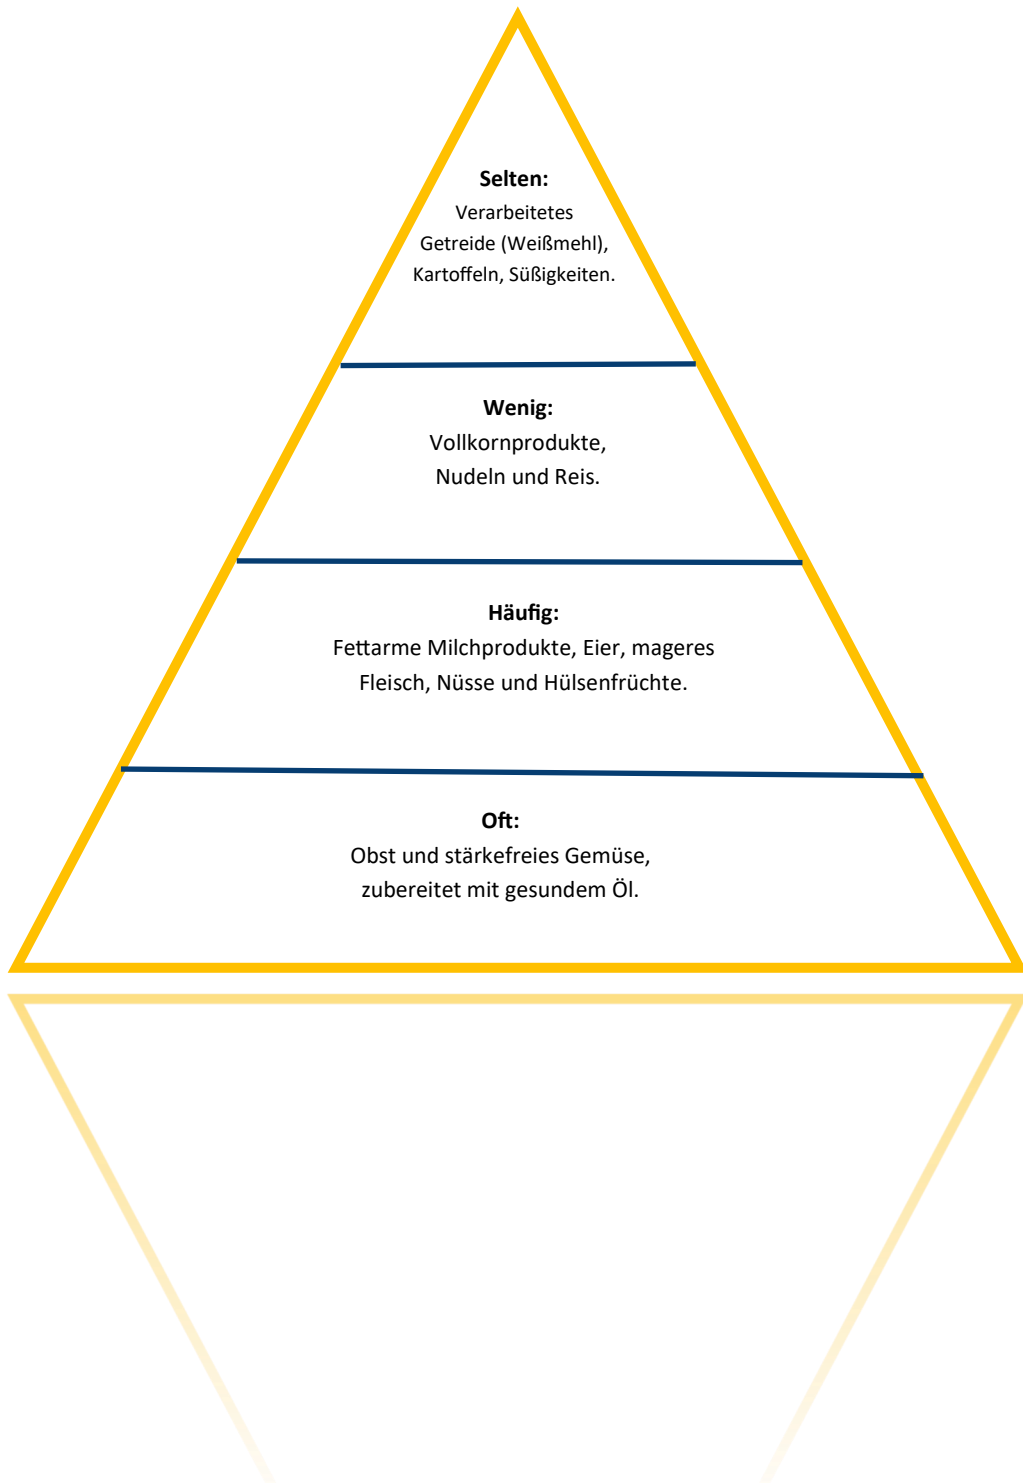 Selten:
Verarbeitetes
Getreide (Weißmehl),
Kartoffeln, Süßigkeiten.
Wenig:
Vollkornprodukte,
Nudeln und Reis.
Häufig:
Fettarme Milchprodukte, Eier, mageres
Fleisch, Nüsse und Hülsenfrüchte.
Oft:
Obst und stärkefreies Gemüse,
zubereitet mit gesundem Öl.